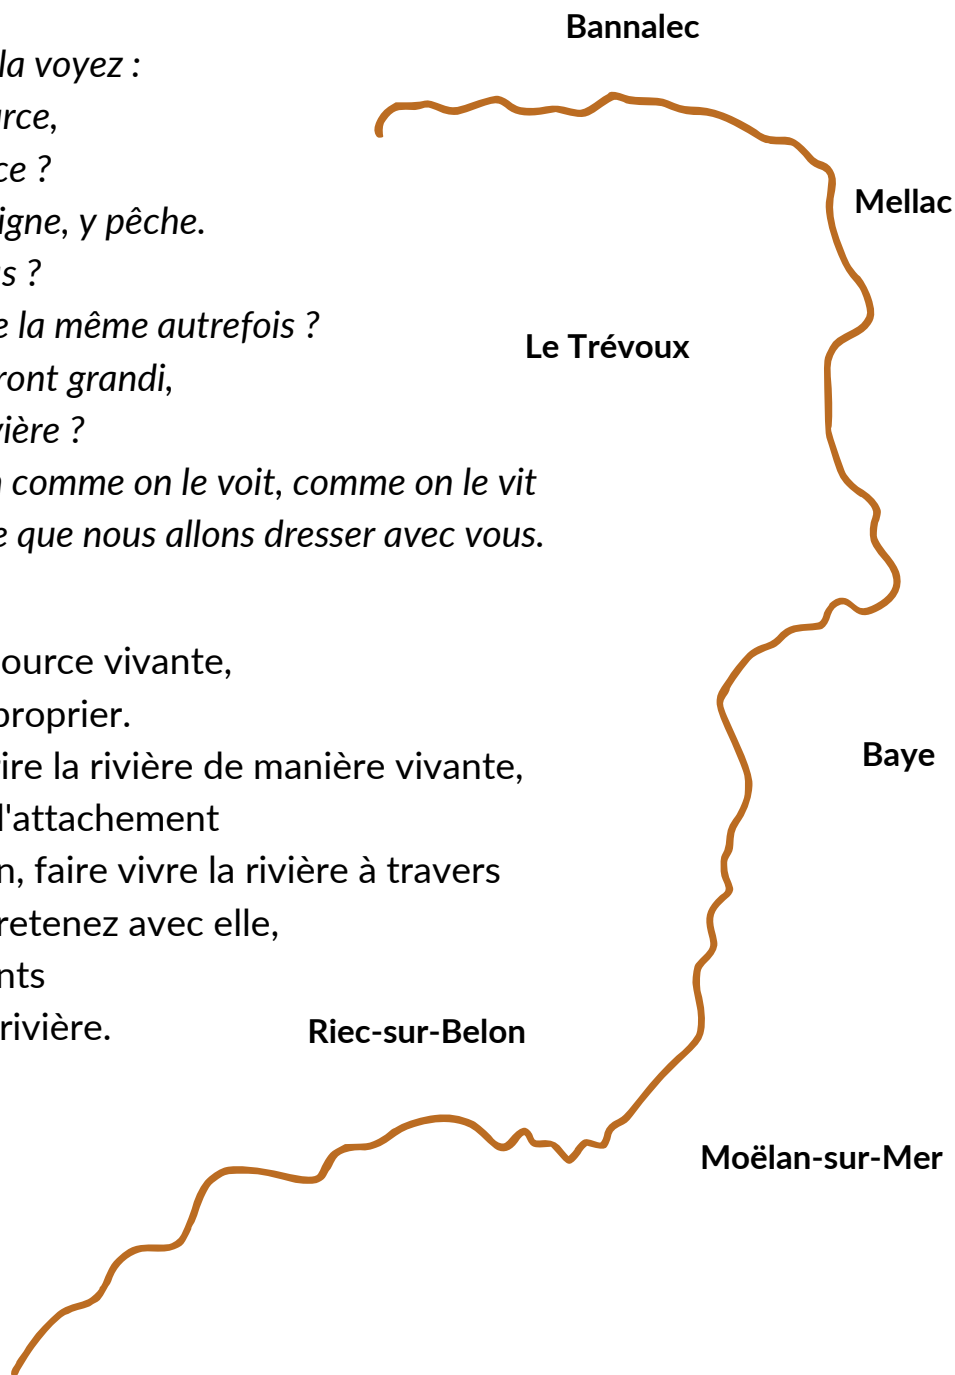 Bannalec
la voyez :
rce,
ce ?
igne, y pêche.
Mellac
s ?
e la même autrefois ?
Le Trévoux
ront grandi,
vière ?
comme on le voit, comme on le vit
e que nous allons dresser avec vous.
ource vivante,
proprier.
ire la rivière de manière vivante,
Baye
l'attachement
n, faire vivre la rivière à travers
retenez avec elle,
nts
rivière.
Riec-sur-Belon
Moëlan-sur-Mer